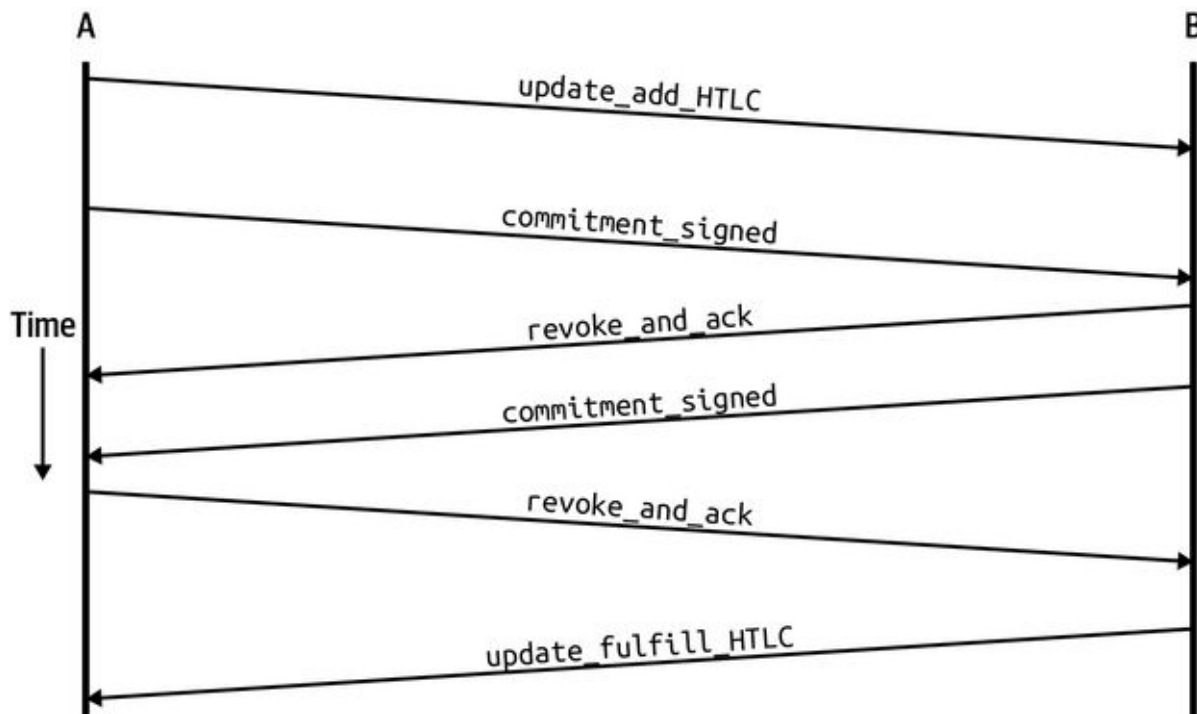 A
B
update_add_HTLC
commitment_signed
Time
revoke_and_ack
commitment_signed
revoke_and_ack
update_fulfill_HTLC